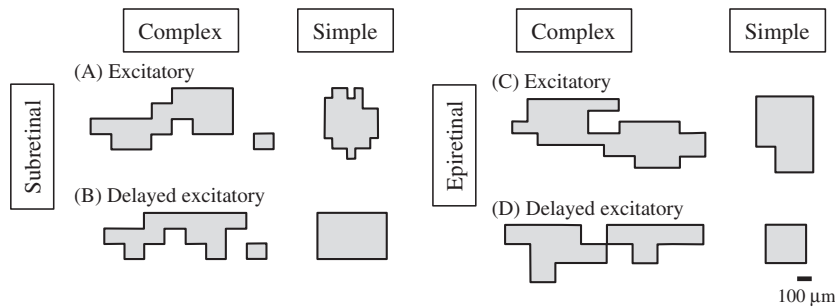 Complex
Simple
Complex
Simple
(A) Excitatory
(C) Excitatory
Subretinal
Epiretinal
(B) Delayed excitatory
(D) Delayed excitatory
100 μm